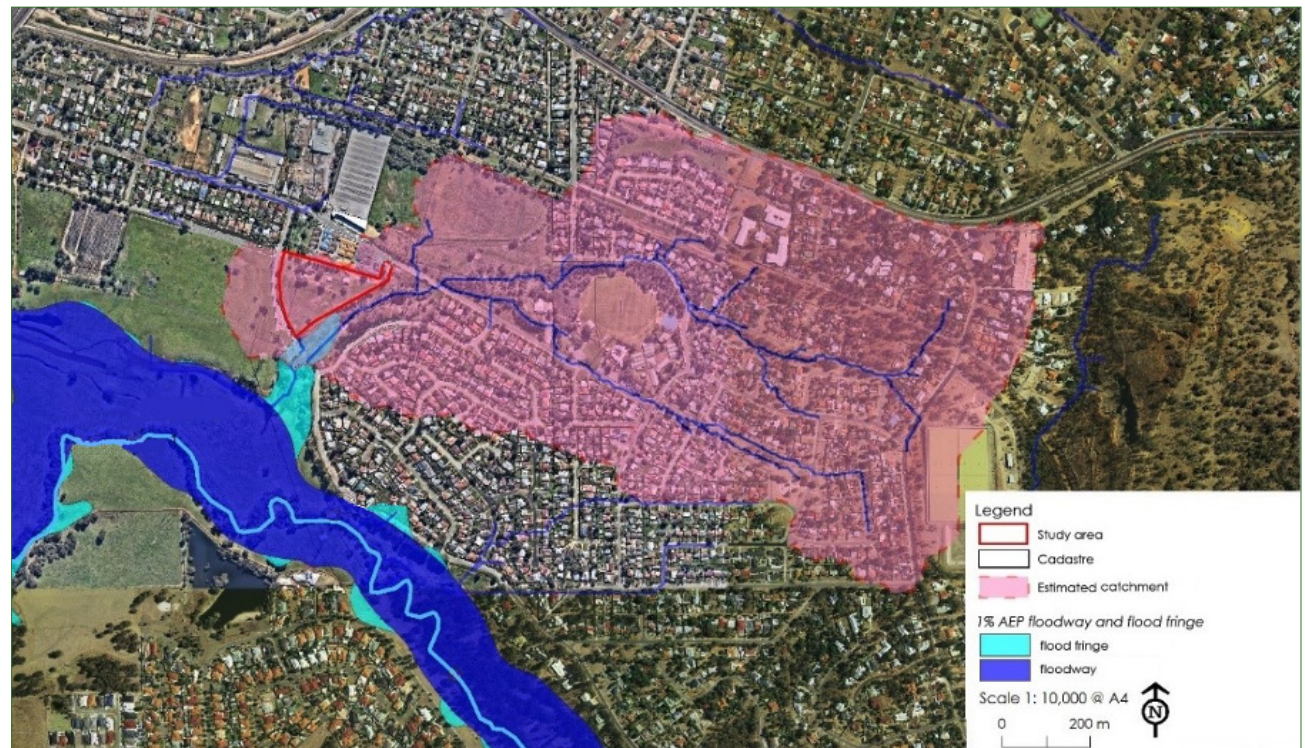 Legend
Study area
Cadastre
Estimated catchment
1% AEP floodway and flood fringe
flood fringe
floodway
Scale 1: 10,000 @ A4
N
0 200 m